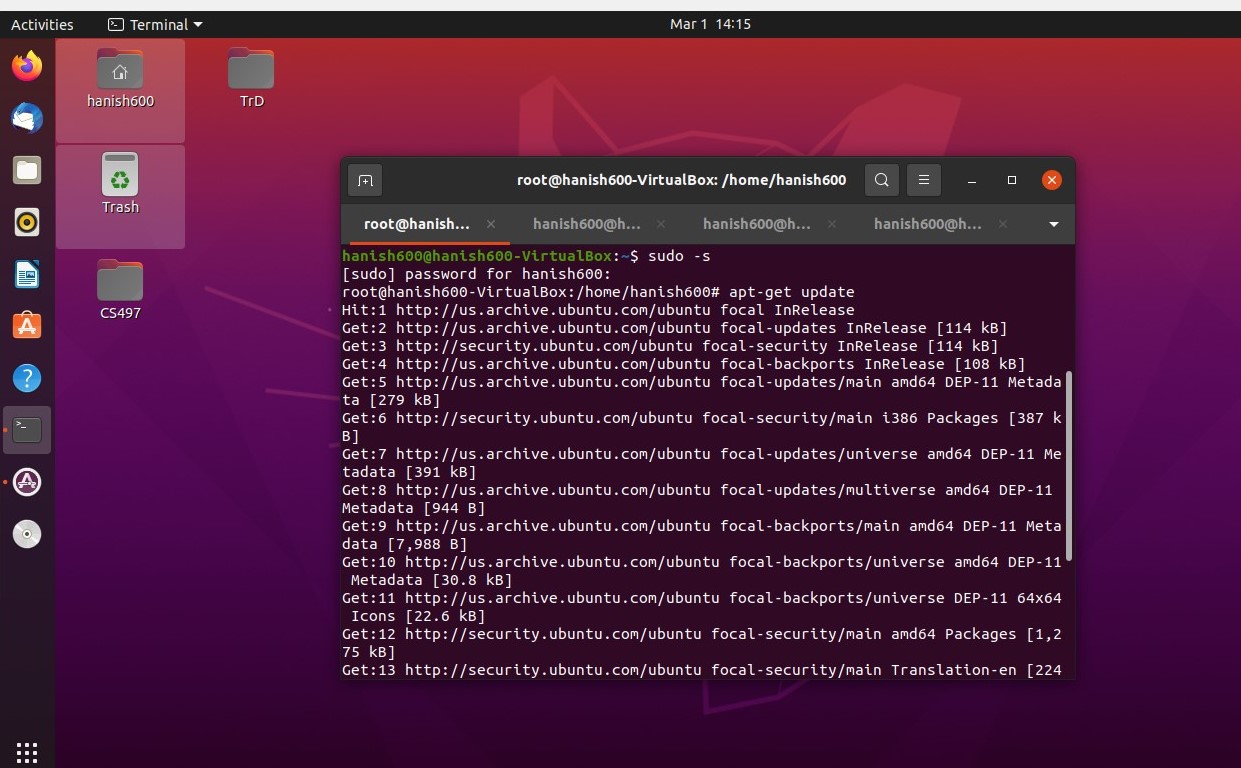 Activities
Terminal
Mar 1 14:15
hanish600
TrD
Trash
CS497
root@hanish600-VirtualBox: /home/hanish600
root@hanish...
hanish600@h...
hanish600@h...
hanish600@h...
hanish600@hanish600-VirtualBox:~$ sudo -s
[sudo] password for hanish600:
root@hanish600-VirtualBox:/home/hanish600# apt-get update
Hit:1 http://us.archive.ubuntu.com/ubuntu focal InRelease
Get:2 http://us.archive.ubuntu.com/ubuntu focal-updates InRelease [114 kB]
Get:3 http://security.ubuntu.com/ubuntu focal-security InRelease [114 kB]
Get:4 http://us.archive.ubuntu.com/ubuntu focal-backports InRelease [108 kB]
Get:5 http://us.archive.ubuntu.com/ubuntu focal-updates/main amd64 DEP-11 Metada
ta [279 kB]
Get:6 http://security.ubuntu.com/ubuntu focal-security/main i386 Packages [387 k
B]
Get:7 http://us.archive.ubuntu.com/ubuntu focal-updates/universe amd64 DEP-11 Me
tadata [391 kB]
Get:8 http://us.archive.ubuntu.com/ubuntu focal-updates/multiverse amd64 DEP-11
Metadata [944 B]
Get:9 http://us.archive.ubuntu.com/ubuntu focal-backports/main amd64 DEP-11 Meta
data [7,988 B]
Get:10 http://us.archive.ubuntu.com/ubuntu focal-backports/universe amd64 DEP-11
 Metadata [30.8 kB]
Get:11 http://us.archive.ubuntu.com/ubuntu focal-backports/universe DEP-11 64x64
 Icons [22.6 kB]
Get:12 http://security.ubuntu.com/ubuntu focal-security/main amd64 Packages [1,2
75 kB]
Get:13 http://security.ubuntu.com/ubuntu focal-security/main Translation-en [224